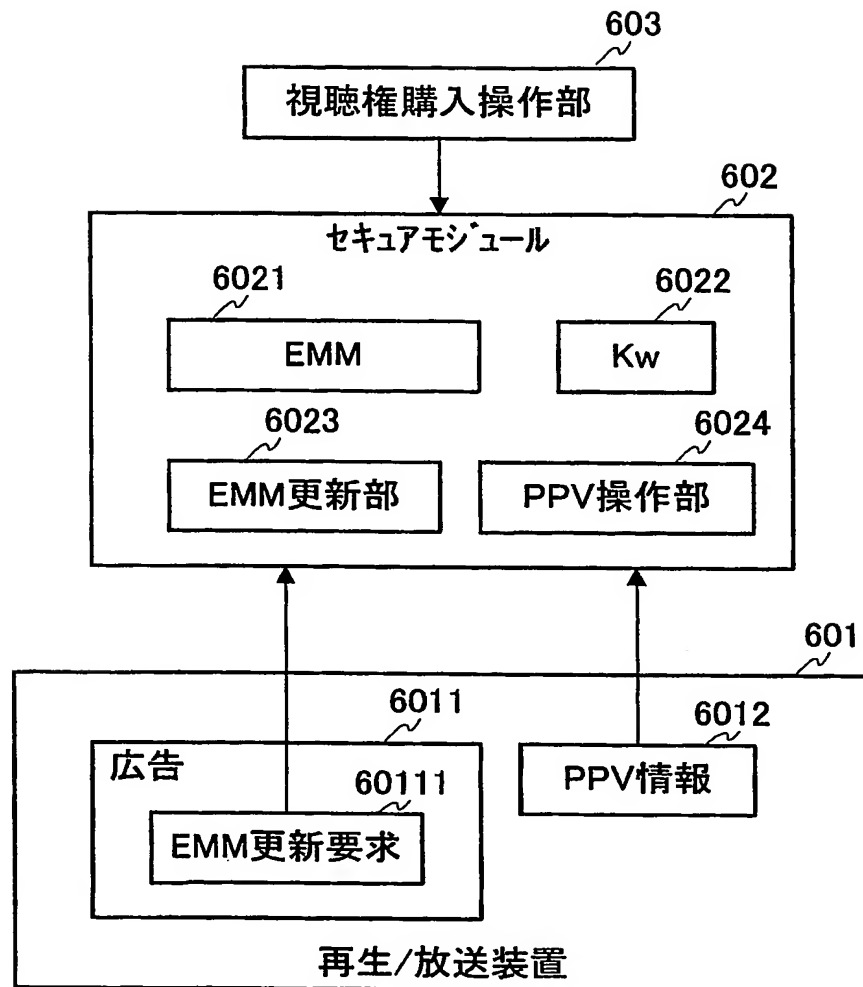 603
視聴権購入操作部
602
セキュアモジュール
6021
6022
EMM
Kw
6023
6024
EMM更新部
PPV操作部
601
6011
6012
広告
PPV情報
60111
EMM更新要求
再生/放送装置